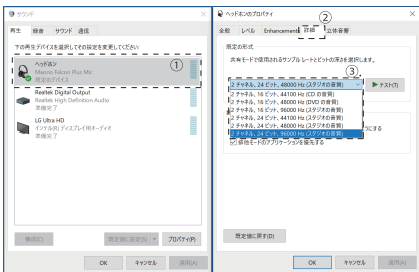 サウンド
再生 録音 サウンド 通信
下の再生デバイスを選択してその設定を変更してください:
ヘッドホン
Maono Falcon Plus Mic
既定のデバイス
①
Realtek Digital Output
Realtek High Definition Audio
準備完了
LG Ultra HD
インテル(R) ディスプレイ用オーディオ
準備完了
構成(C) 既定値に設定(S) プロパティ(P)
OK キャンセル 適用(A)
ヘッドホンのプロパティ
②
全般 レベル Enhancements 詳細 立体音響
既定の形式
共有モードで使用されるサンプル レートとビットの深さを選択します。
③
2 チャネル、24 ビット、48000 Hz (スタジオの音質) テスト(T)
2 チャネル、16 ビット、44100 Hz (CD の音質)
2 チャネル、16 ビット、48000 Hz (DVD の音質)
2 チャネル、16 ビット、96000 Hz (スタジオの音質)
2 チャネル、24 ビット、44100 Hz (スタジオの音質)
2 チャネル、24 ビット、48000 Hz (スタジオの音質)
2 チャネル、24 ビット、96000 Hz (スタジオの音質)
うにする
排他モードのアプリケーションを優先する
既定値に戻す(D)
OK キャンセル 適用(A)